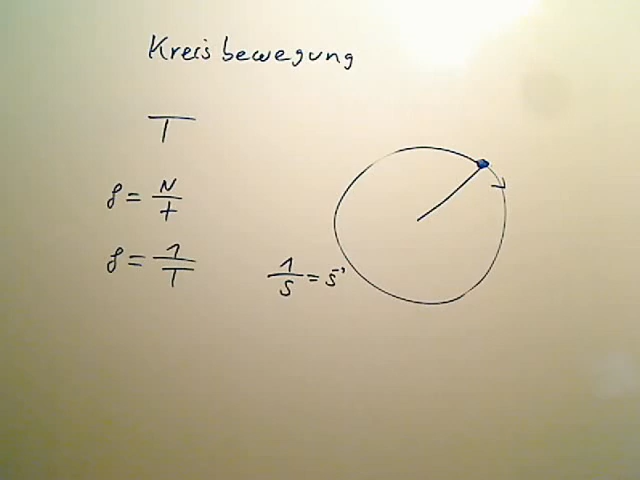 Kreisbewegung
T
f = N/t
f = 1/T
1/s = s⁻¹